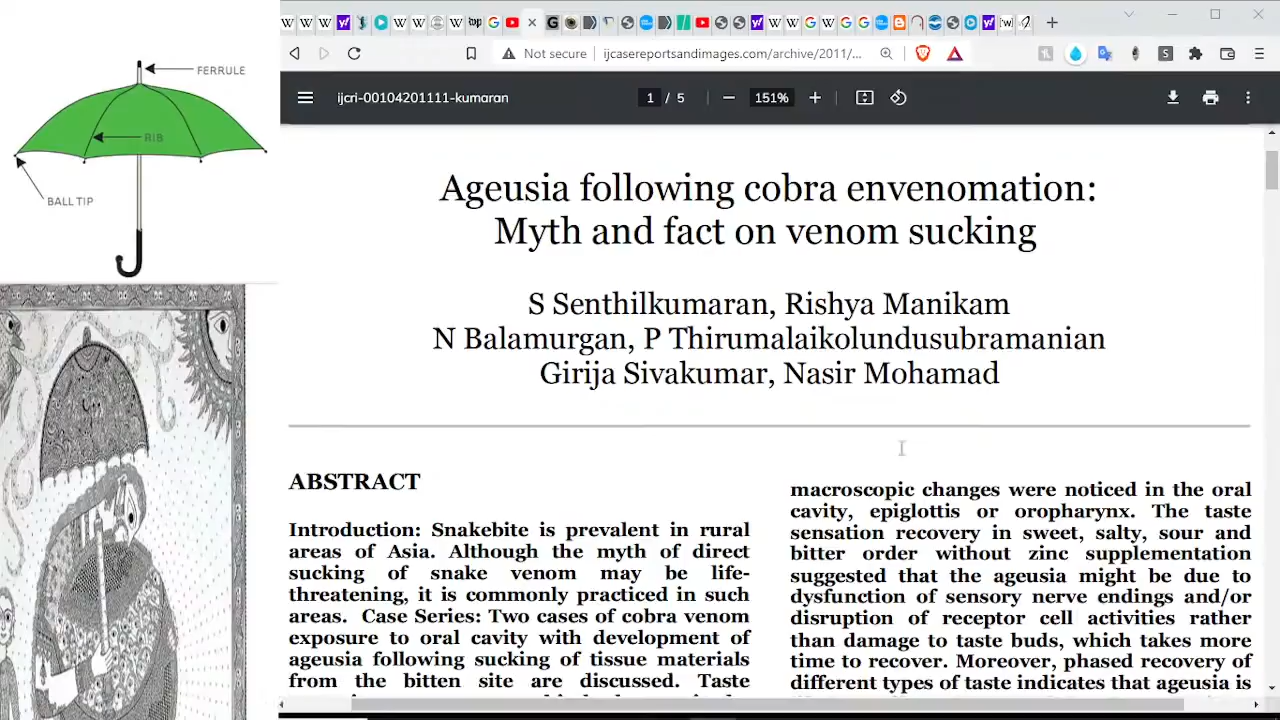 FERRULE
RIB
BALL TIP
Not secure
ijcasereportsandimages.com/archive/2011/...
ijcri-00104201111-kumaran
1 / 5
151%
Ageusia following cobra envenomation:
Myth and fact on venom sucking
S Senthilkumaran, Rishya Manikam
N Balamurgan, P Thirumalaikolundusubramanian
Girija Sivakumar, Nasir Mohamad
ABSTRACT
Introduction: Snakebite is prevalent in rural
areas of Asia. Although the myth of direct
sucking of snake venom may be life-
threatening, it is commonly practiced in such
areas. Case Series: Two cases of cobra venom
exposure to oral cavity with development of
ageusia following sucking of tissue materials
from the bitten site are discussed. Taste
macroscopic changes were noticed in the oral
cavity, epiglottis or oropharynx. The taste
sensation recovery in sweet, salty, sour and
bitter order without zinc supplementation
suggested that the ageusia might be due to
dysfunction of sensory nerve endings and/or
disruption of receptor cell activities rather
than damage to taste buds, which takes more
time to recover. Moreover, phased recovery of
different types of taste indicates that ageusia is